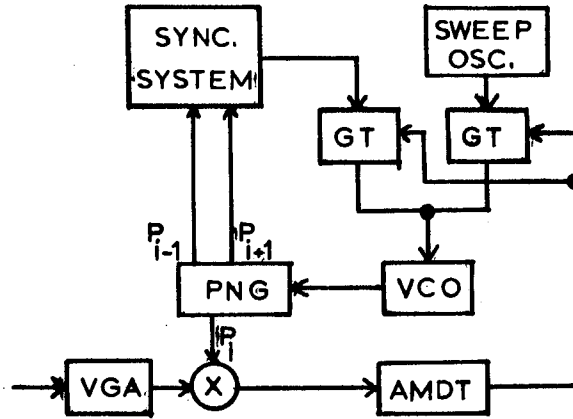 SYNC.
SYSTEM
SWEEP
OSC.
GT
GT
P i-1
P i+1
PNG
VCO
P i
VGA
X
AMDT